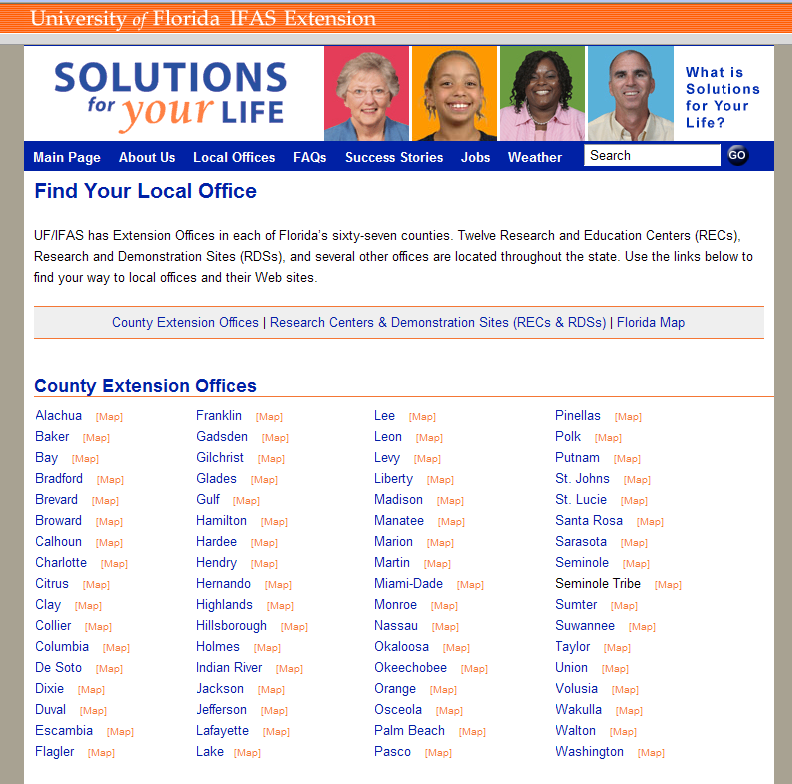 University of Florida IFAS Extension
SOLUTIONS
for your LIFE
What is
Solutions
for Your
Life?
Main Page About Us Local Offices FAQs Success Stories Jobs Weather Search GO
Find Your Local Office
UF/IFAS has Extension Offices in each of Florida's sixty-seven counties. Twelve Research and Education Centers (RECs),
Research and Demonstration Sites (RDSs), and several other offices are located throughout the state. Use the links below to
find your way to local offices and their Web sites.
County Extension Offices | Research Centers & Demonstration Sites (RECs & RDSs) | Florida Map
County Extension Offices
Alachua [Map] Franklin [Map] Lee [Map] Pinellas [Map]
Baker [Map] Gadsden [Map] Leon [Map] Polk [Map]
Bay [Map] Gilchrist [Map] Levy [Map] Putnam [Map]
Bradford [Map] Glades [Map] Liberty [Map] St. Johns [Map]
Brevard [Map] Gulf [Map] Madison [Map] St. Lucie [Map]
Broward [Map] Hamilton [Map] Manatee [Map] Santa Rosa [Map]
Calhoun [Map] Hardee [Map] Marion [Map] Sarasota [Map]
Charlotte [Map] Hendry [Map] Martin [Map] Seminole [Map]
Citrus [Map] Hernando [Map] Miami-Dade [Map] Seminole Tribe [Map]
Clay [Map] Highlands [Map] Monroe [Map] Sumter [Map]
Collier [Map] Hillsborough [Map] Nassau [Map] Suwannee [Map]
Columbia [Map] Holmes [Map] Okaloosa [Map] Taylor [Map]
De Soto [Map] Indian River [Map] Okeechobee [Map] Union [Map]
Dixie [Map] Jackson [Map] Orange [Map] Volusia [Map]
Duval [Map] Jefferson [Map] Osceola [Map] Wakulla [Map]
Escambia [Map] Lafayette [Map] Palm Beach [Map] Walton [Map]
Flagler [Map] Lake [Map] Pasco [Map] Washington [Map]